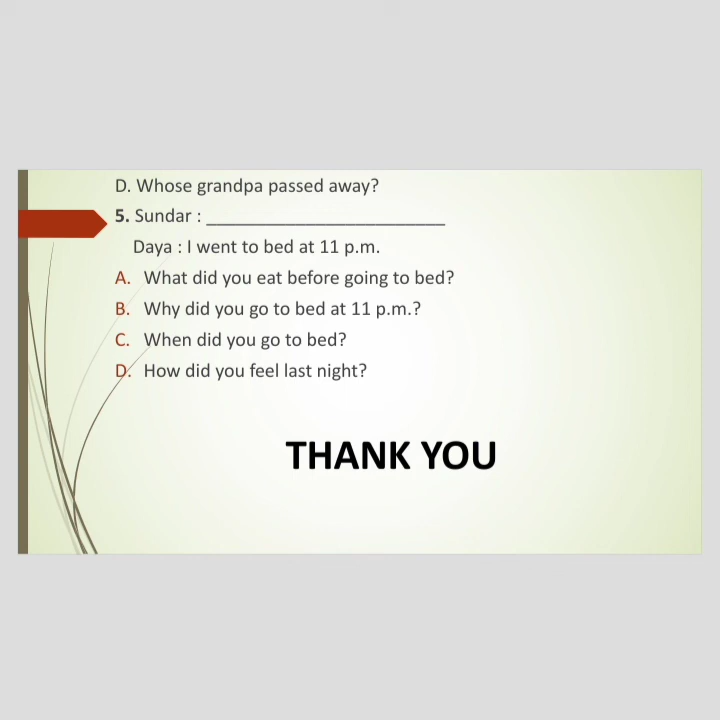 D. Whose grandpa passed away?
5. Sundar : ___________________________
Daya : I went to bed at 11 p.m.
A. What did you eat before going to bed?
B. Why did you go to bed at 11 p.m.?
C. When did you go to bed?
D. How did you feel last night?
THANK YOU